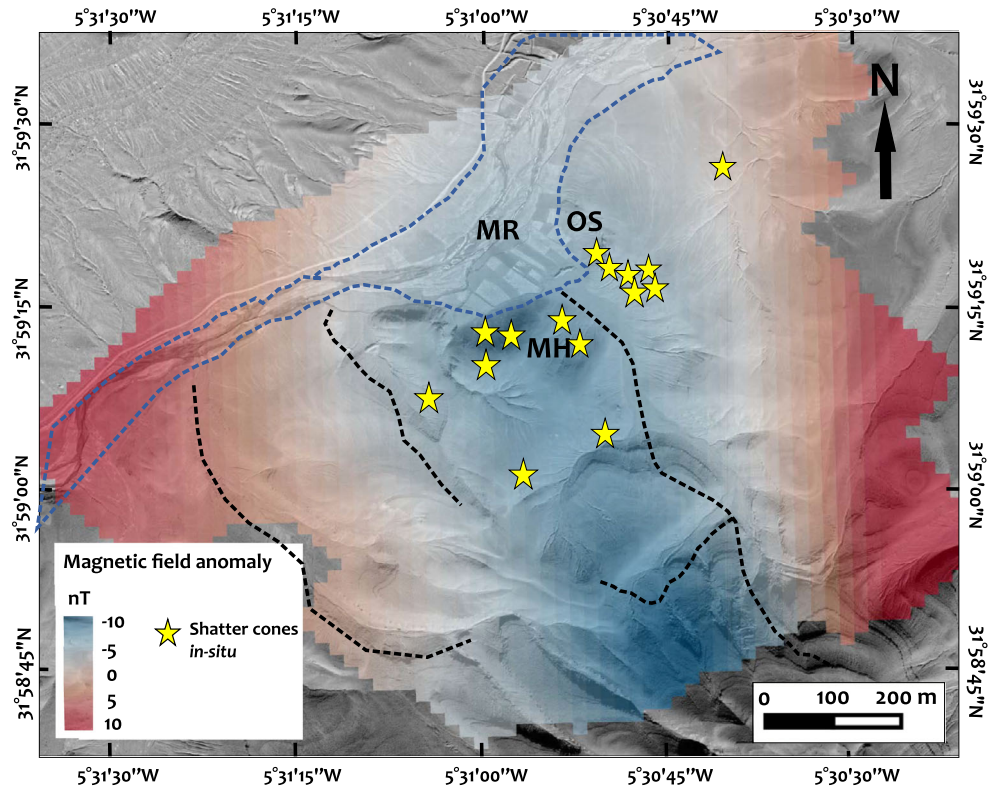 5°31'30"W 5°31'15"W 5°31'00"W 5°30'45"W 5°30'30"W
31°59'30"N 31°59'30"N
N
MR OS
31°59'15"N 31°59'15"N
MH
31°59'00"N 31°59'00"N
Magnetic field anomaly
nT
-10
-5
0
5
10
Shatter cones
in-situ
31°58'45"N 31°58'45"N
0 100 200 m
5°31'30"W 5°31'15"W 5°31'00"W 5°30'45"W 5°30'30"W